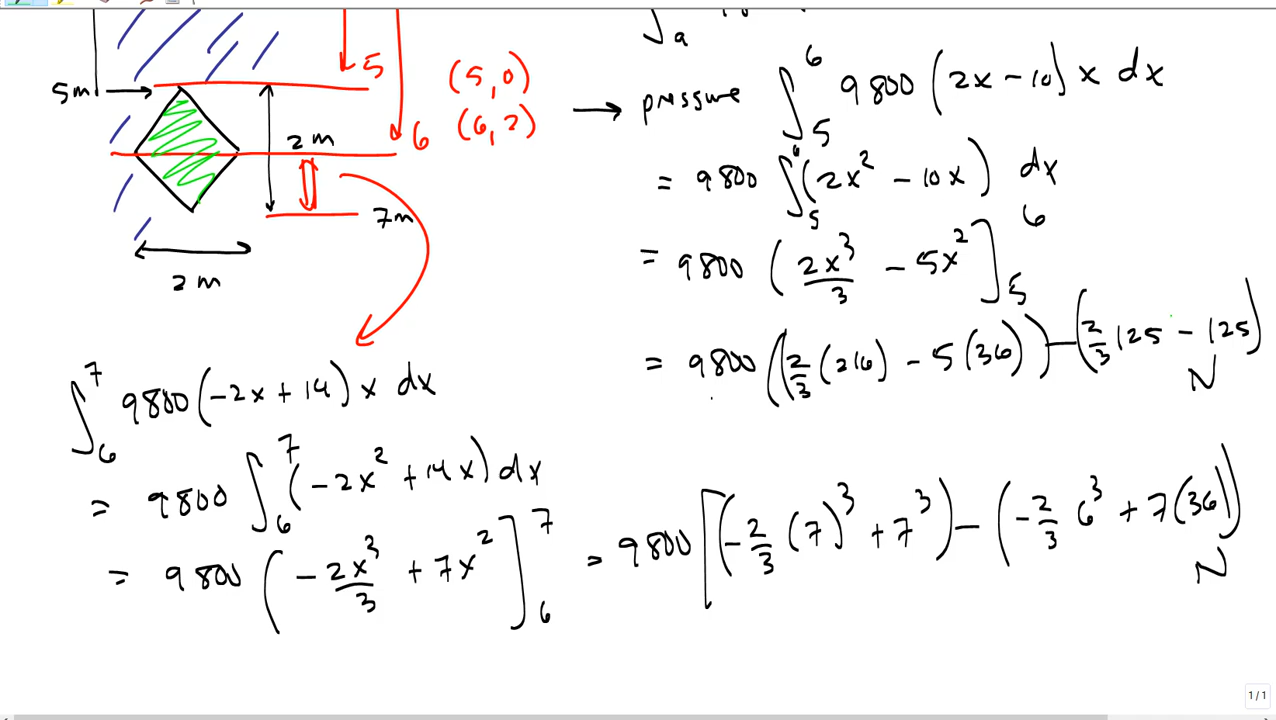 5m
5
6
(5, 0)
(6, 2)
2 m
7m
2 m
∫₅⁶ 9800 (2x − 10) x dx
→ pressure
= 9800 ∫₅⁶ (2x² − 10x) dx
= 9800 (2x³/3 − 5x²]₅⁶
= 9800 ((2/3 (216) − 5(36)) − (2/3 125 − 125)
N
∫₆⁷ 9800 (−2x + 14) x dx
= 9800 ∫₆⁷ (−2x² + 14x) dx
= 9800 (−2x³/3 + 7x²]₆⁷
= 9800 [(−2/3 (7)³ + 7³) − (−2/3 6³ + 7(36))
N
1 / 1